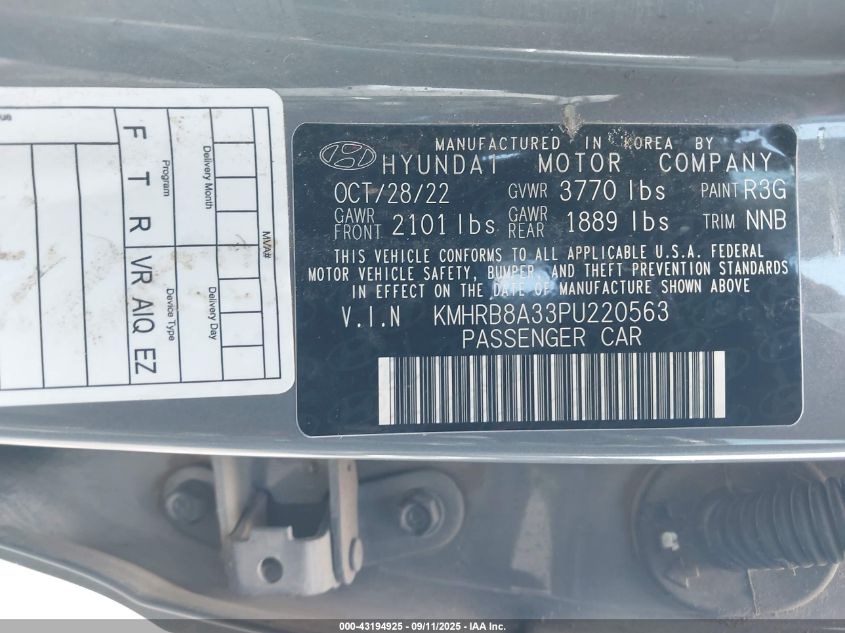 MANUFACTURED IN KOREA BY
HYUNDAI MOTOR COMPANY
OCT/28/22 GVWR 3770 lbs PAINT R3G
GAWR FRONT 2101 lbs GAWR REAR 1889 lbs TRIM NNB
THIS VEHICLE CONFORMS TO ALL APPLICABLE U.S.A. FEDERAL
MOTOR VEHICLE SAFETY, BUMPER, AND THEFT PREVENTION STANDARDS
IN EFFECT ON THE DATE OF MANUFACTURE SHOWN ABOVE
V.I.N KMHRB8A33PU220563
PASSENGER CAR
MVA#
Delivery Month
Delivery Day
Program
Device Type
F T R VR AIQ EZ
000-43194925 - 09/11/2025 - IAA Inc.